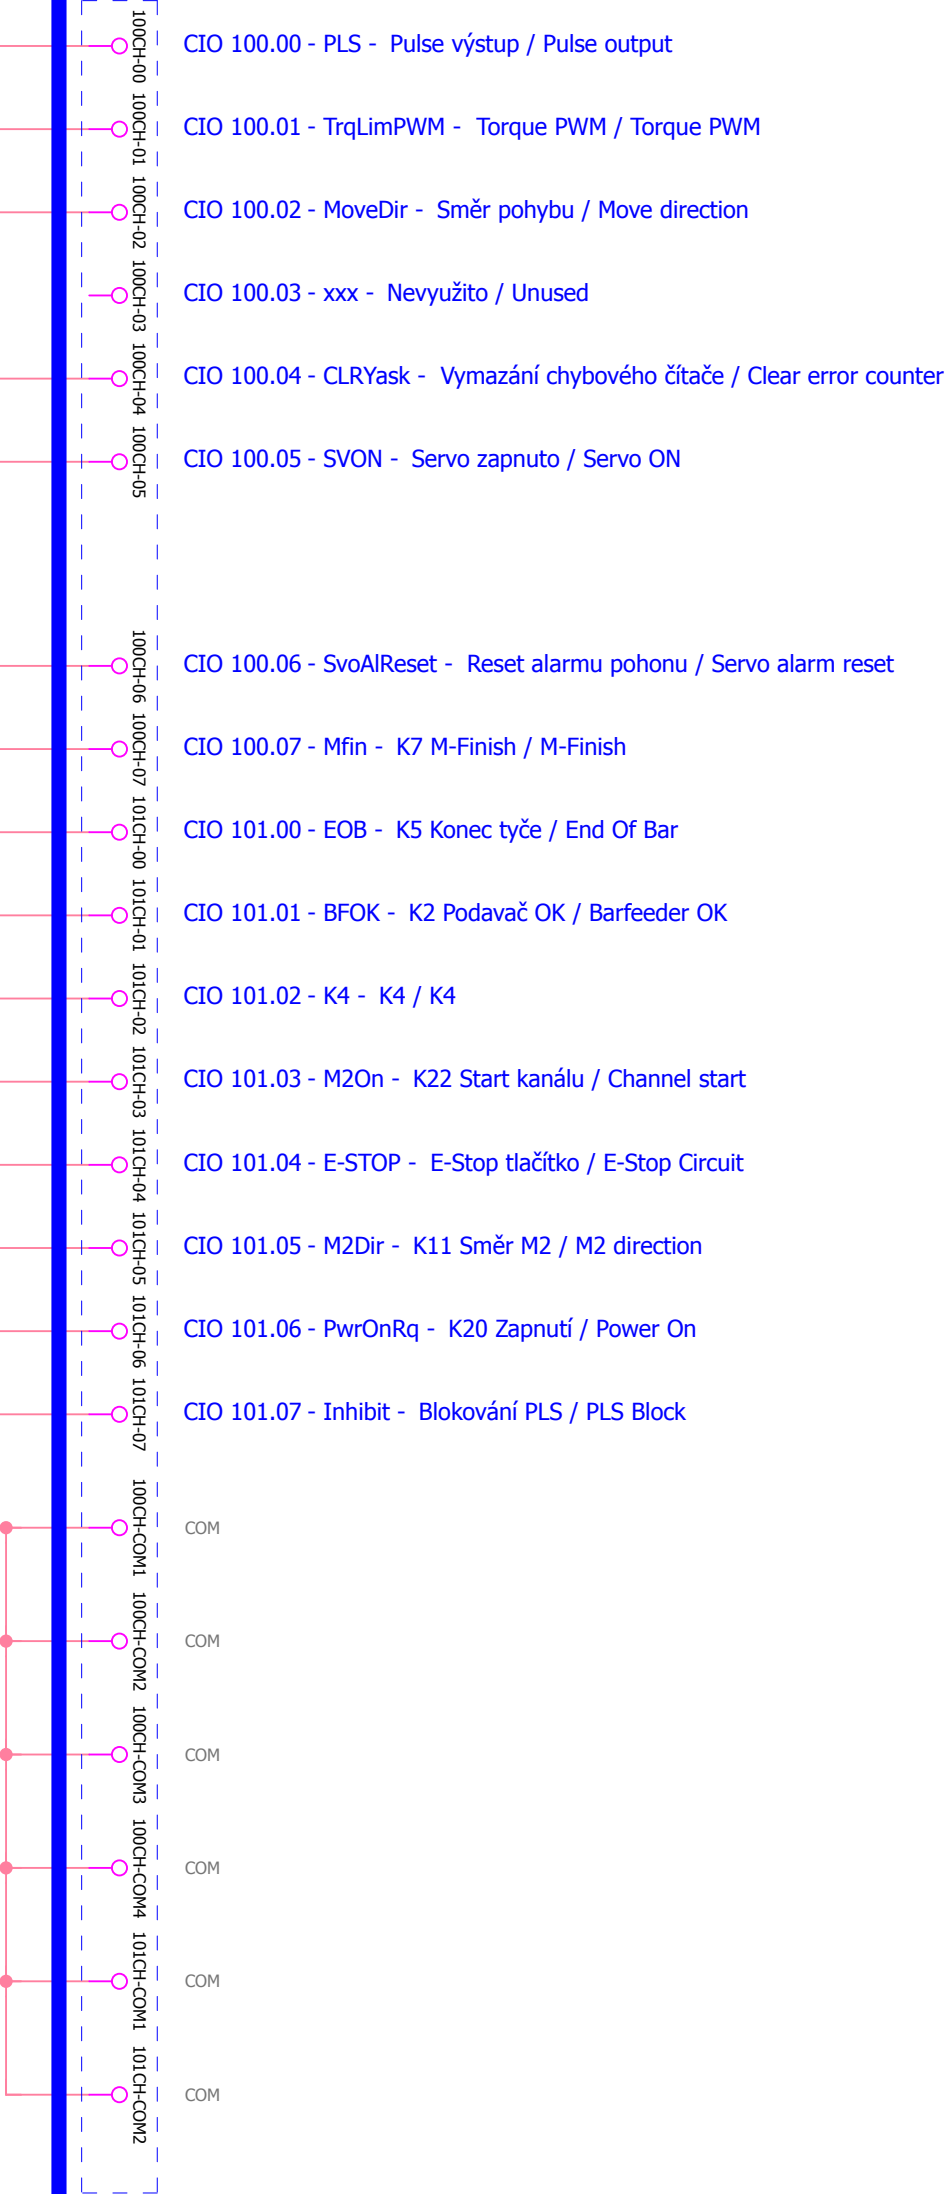 100CH-00
CIO 100.00 - PLS - Pulse výstup / Pulse output
100CH-01
CIO 100.01 - TrqLimPWM - Torque PWM / Torque PWM
100CH-02
CIO 100.02 - MoveDir - Směr pohybu / Move direction
100CH-03
CIO 100.03 - xxx - Nevyužito / Unused
100CH-04
CIO 100.04 - CLRYask - Vymazání chybového čítače / Clear error counter
100CH-05
CIO 100.05 - SVON - Servo zapnuto / Servo ON
100CH-06
CIO 100.06 - SvoAlReset - Reset alarmu pohonu / Servo alarm reset
100CH-07
CIO 100.07 - Mfin - K7 M-Finish / M-Finish
101CH-00
CIO 101.00 - EOB - K5 Konec tyče / End Of Bar
101CH-01
CIO 101.01 - BFOK - K2 Podavač OK / Barfeeder OK
101CH-02
CIO 101.02 - K4 - K4 / K4
101CH-03
CIO 101.03 - M2On - K22 Start kanálu / Channel start
101CH-04
CIO 101.04 - E-STOP - E-Stop tlačítko / E-Stop Circuit
101CH-05
CIO 101.05 - M2Dir - K11 Směr M2 / M2 direction
101CH-06
CIO 101.06 - PwrOnRq - K20 Zapnutí / Power On
101CH-07
CIO 101.07 - Inhibit - Blokování PLS / PLS Block
100CH-COM1
COM
100CH-COM2
COM
100CH-COM3
COM
100CH-COM4
COM
101CH-COM1
COM
101CH-COM2
COM